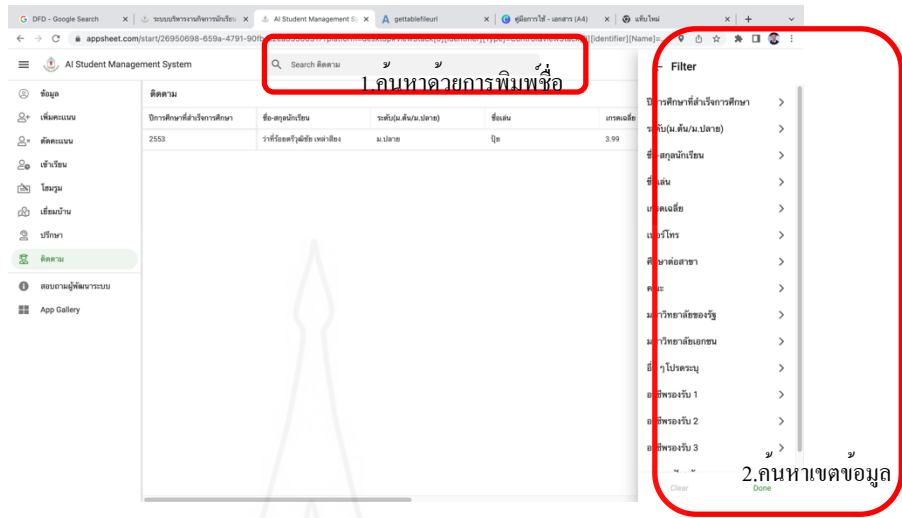 DFD - Google Search
ระบบบริหารงานกิจการนักเรียน
AI Student Management Sy
gettablefileurl
คู่มือการใช้ - เอกสาร (A4)
แท็บใหม่
AI Student Management System
Search ติดตาม
1.ค้นหาด้วยการพิมพ์ชื่อ
Filter
ข้อมูล
เพิ่มคะแนน
ตัดคะแนน
เข้าเรียน
โฮมรูม
เยี่ยมบ้าน
ปรึกษา
ติดตาม
สอบถามผู้พัฒนาระบบ
App Gallery
ติดตาม
ปีการศึกษาที่สำเร็จการศึกษา ชื่อ-สกุลนักเรียน ระดับ(ม.ต้น/ม.ปลาย) ชื่อเล่น เกรดเฉลี่ย
2553 ว่าที่ร้อยตรีวุฒิชัย เหล่าเสียง ม.ปลาย ปุ้ย 3.99
ปีการศึกษาที่สำเร็จการศึกษา
ระดับ(ม.ต้น/ม.ปลาย)
ชื่อ-สกุลนักเรียน
ชื่อเล่น
เกรดเฉลี่ย
เบอร์โทร
ศึกษาต่อสาขา
คณะ
มหาวิทยาลัยของรัฐ
มหาวิทยาลัยเอกชน
อื่น ๆ โปรดระบุ
อาชีพรองรับ 1
อาชีพรองรับ 2
อาชีพรองรับ 3
2.ค้นหาเขตข้อมูล
Clear Done